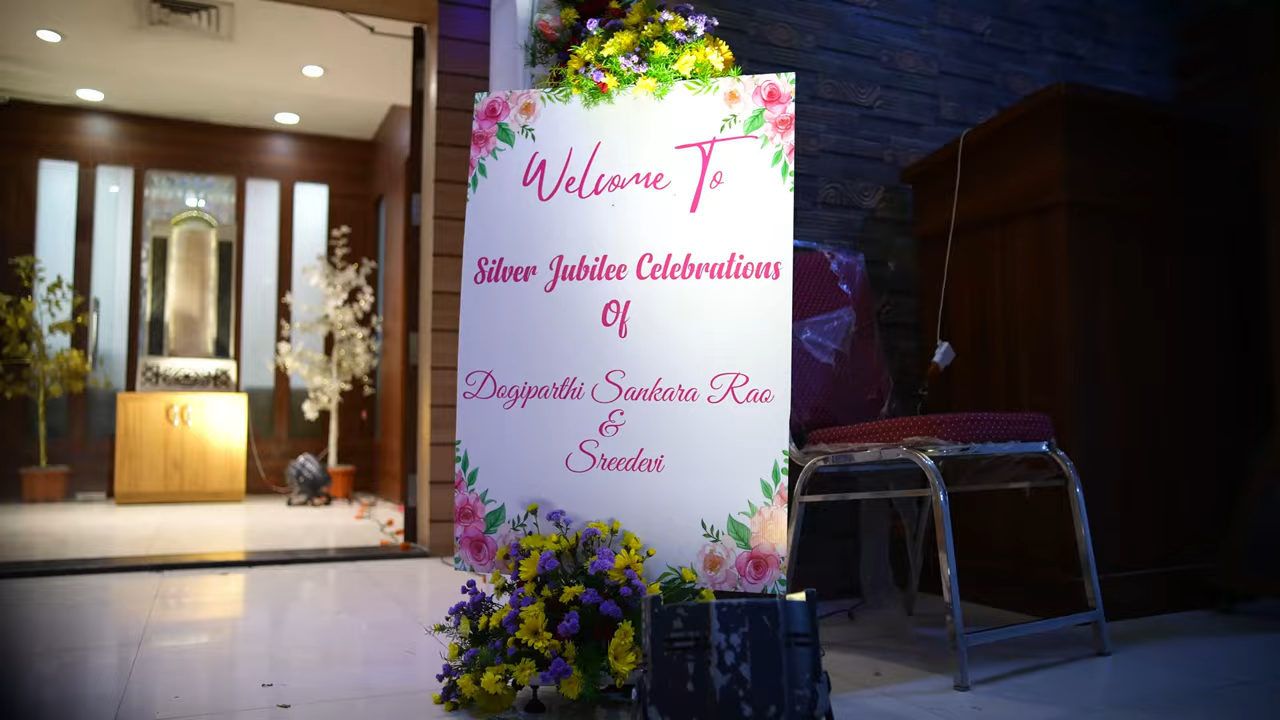 Welcome To
Silver Jubilee Celebrations
Of
Dogiparthi Sankara Rao
&
Sreedevi